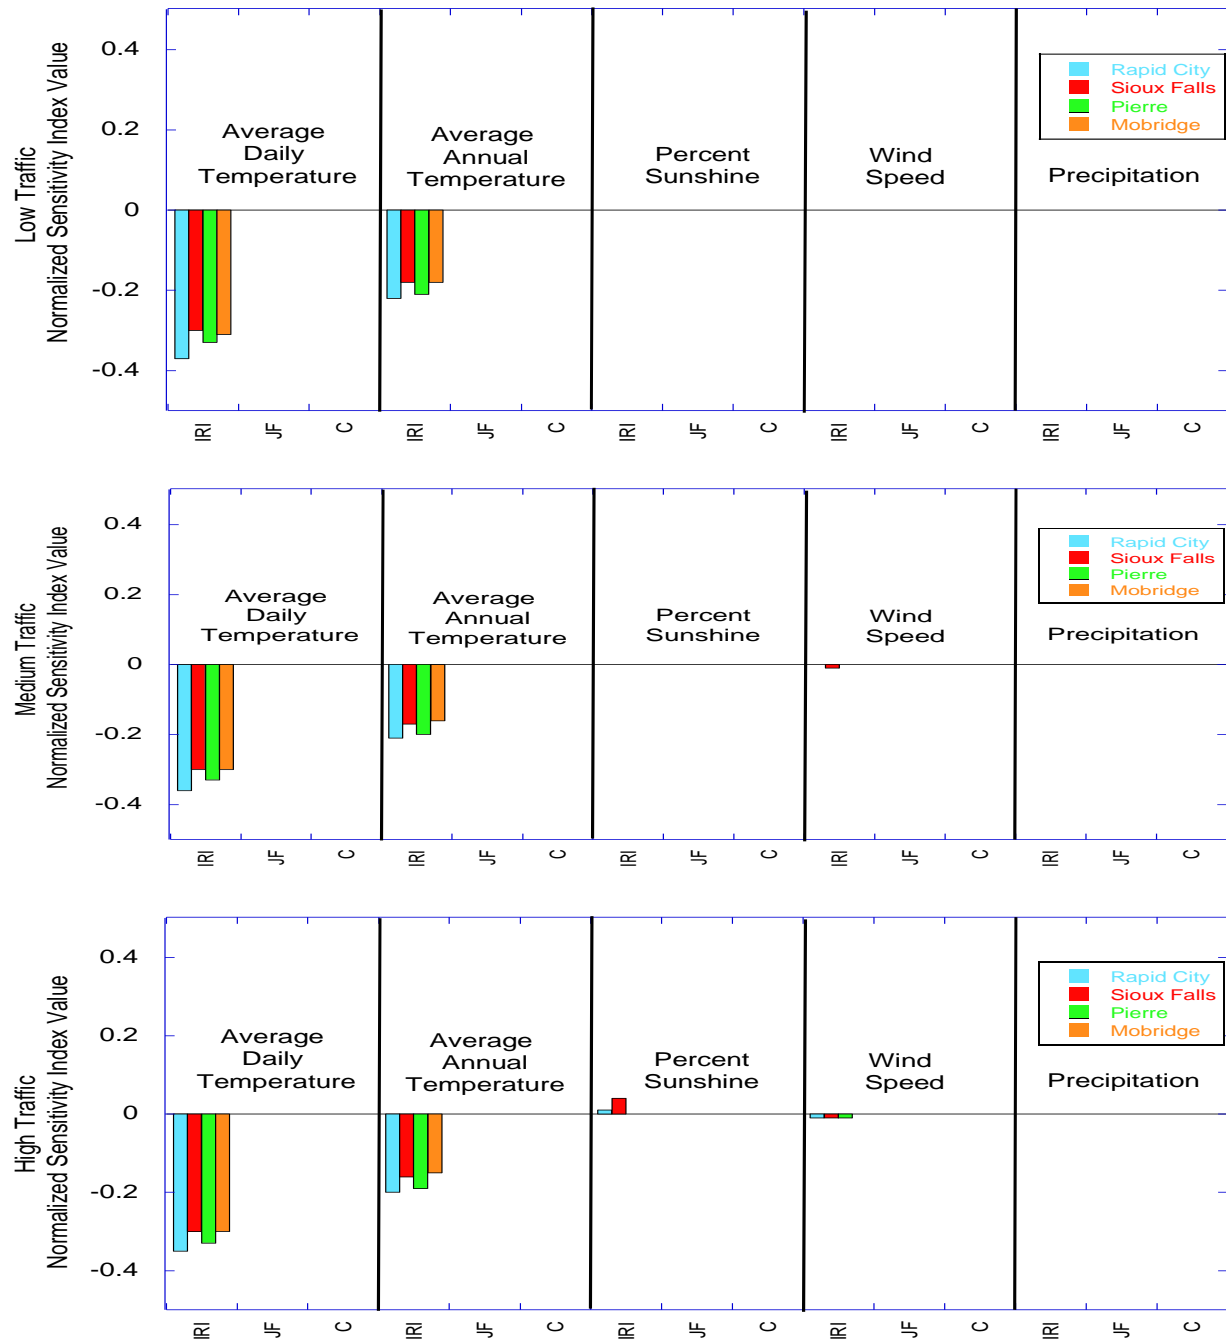 Low Traffic
Normalized Sensitivity Index Value
0.4
0.2
0
-0.2
-0.4
Average
Daily
Temperature
Average
Annual
Temperature
Percent
Sunshine
Wind
Speed
Precipitation
Rapid City
Sioux Falls
Pierre
Mobridge
IRI JF C IRI JF C IRI JF C IRI JF C IRI JF C
Medium Traffic
Normalized Sensitivity Index Value
0.4
0.2
0
-0.2
-0.4
Average
Daily
Temperature
Average
Annual
Temperature
Percent
Sunshine
Wind
Speed
Precipitation
Rapid City
Sioux Falls
Pierre
Mobridge
IRI JF C IRI JF C IRI JF C IRI JF C IRI JF C
High Traffic
Normalized Sensitivity Index Value
0.4
0.2
0
-0.2
-0.4
Average
Daily
Temperature
Average
Annual
Temperature
Percent
Sunshine
Wind
Speed
Precipitation
Rapid City
Sioux Falls
Pierre
Mobridge
IRI JF C IRI JF C IRI JF C IRI JF C IRI JF C